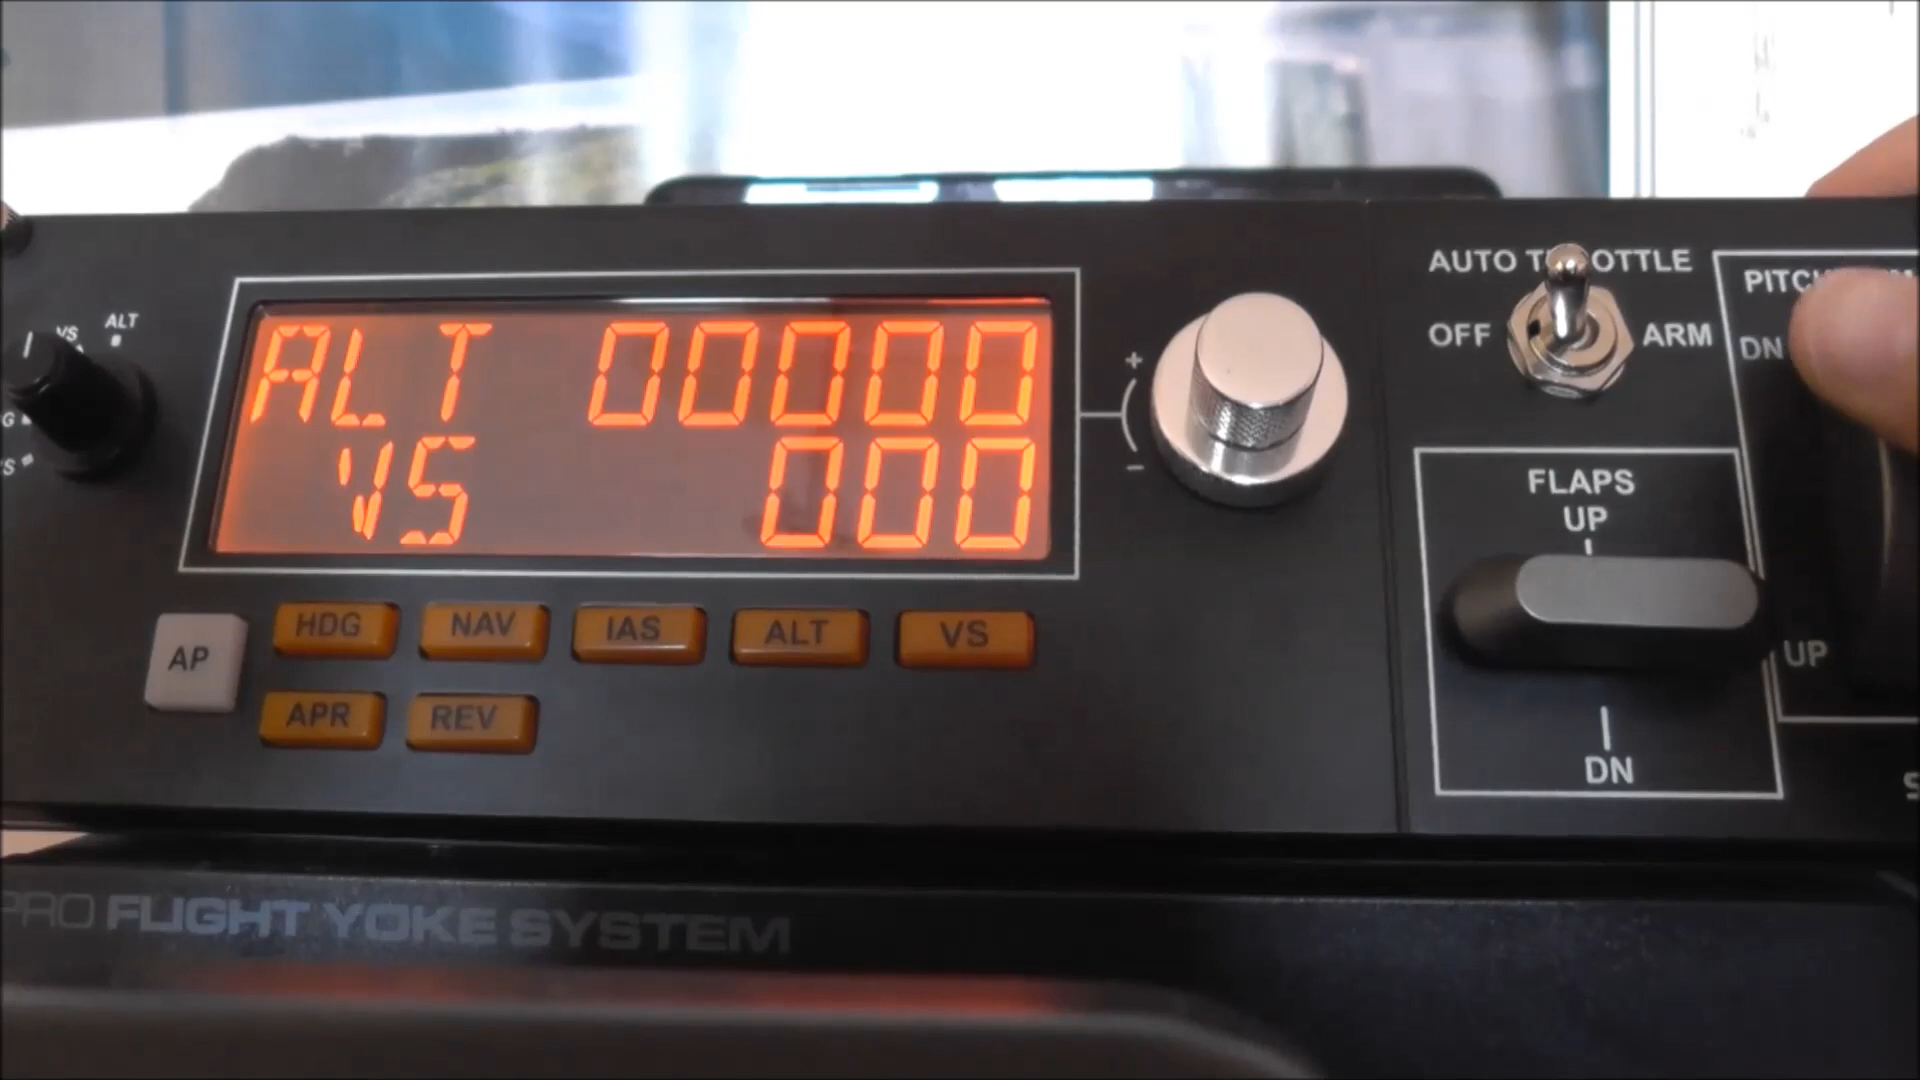 ALT 00000
VS 000
VS ALT
+
-
AP HDG NAV IAS ALT VS
APR REV
AUTO THROTTLE
OFF ARM
FLAPS
UP
DN
DN
UP
PRO FLIGHT YOKE SYSTEM